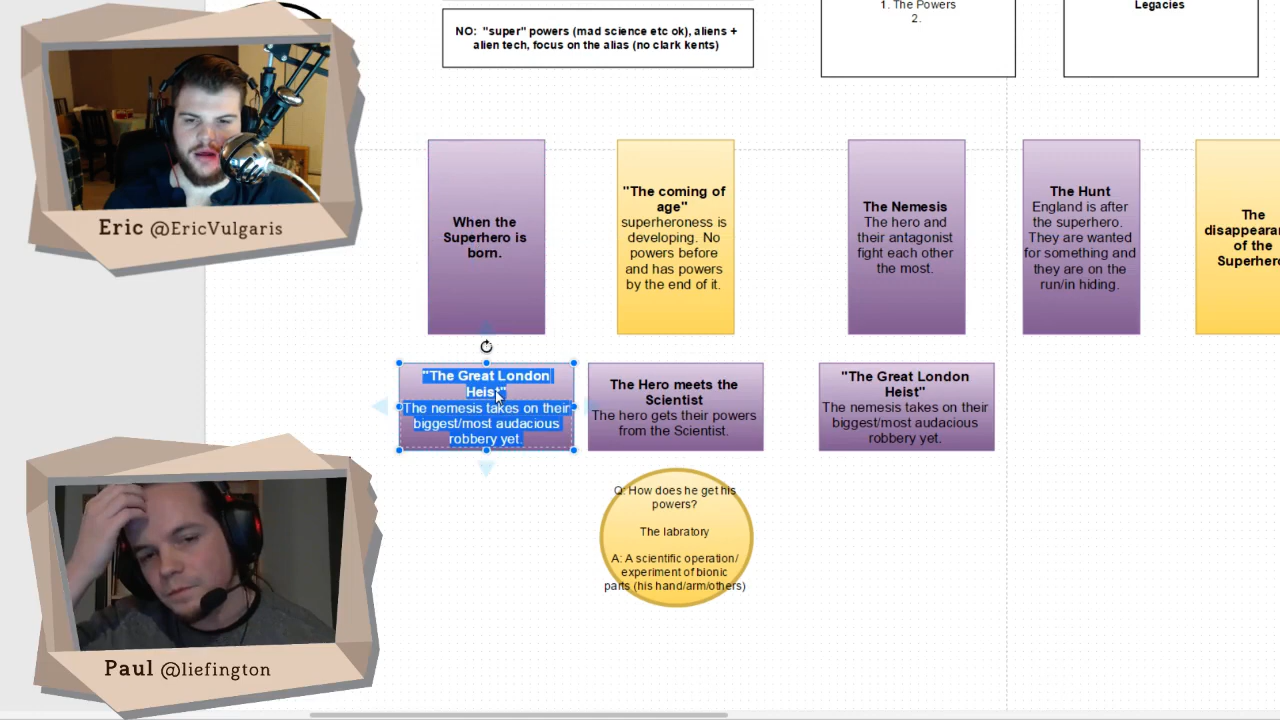 1. The Powers
2.
Legacies
NO: "super" powers (mad science etc ok), aliens +
alien tech, focus on the alias (no clark kents)
Eric @EricVulgaris
When the
Superhero is
born.
"The coming of
age"
superheroness is
developing. No
powers before
and has powers
by the end of it.
The Nemesis
The hero and
their antagonist
fight each other
the most.
The Hunt
England is after
the superhero.
They are wanted
for something and
they are on the
run/in hiding.
The
of the
"The Great London
Heist"
The nemesis takes on their
biggest/most audacious
robbery yet.
The Hero meets the
Scientist
The hero gets their powers
from the Scientist.
"The Great London
Heist"
The nemesis takes on their
biggest/most audacious
robbery yet.
Q: How does he get his
powers?
The labratory
A: A scientific operation/
experiment of bionic
parts (his hand/arm/others)
Paul @liefington